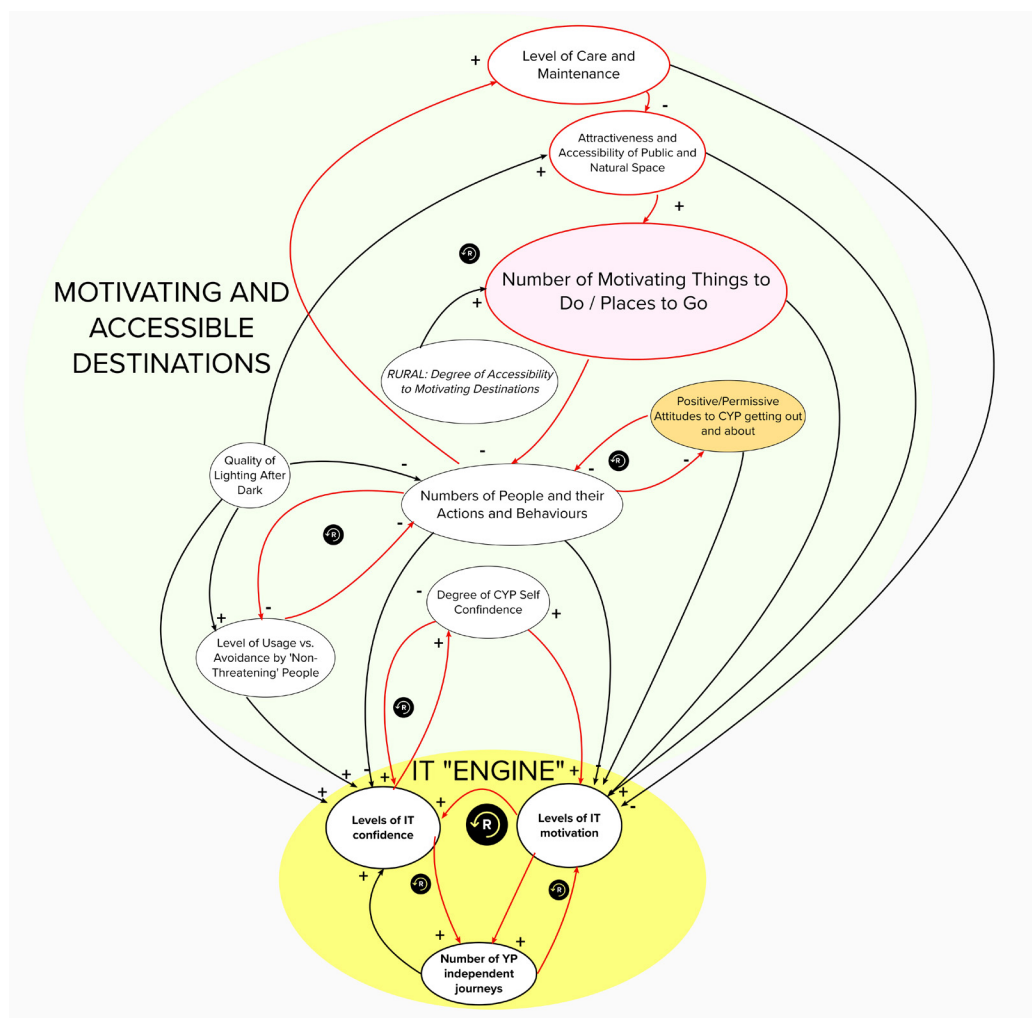 +
Level of Care and
Maintenance
-
Attractiveness and
Accessibility of Public and
Natural Space
+
+
R
Number of Motivating Things to
Do / Places to Go
+
MOTIVATING AND
ACCESSIBLE
DESTINATIONS
RURAL: Degree of Accessibility
to Motivating Destinations
Positive/Permissive
Attitudes to CYP getting out
and about
-
-
-
R
-
Quality of
Lighting After
Dark
Numbers of People and their
Actions and Behaviours
-
R
-
+
Degree of CYP Self
Confindence
-
+
+
Level of Usage vs.
Avoidance by 'Non-
Threatening' People
R
IT "ENGINE"
+
-
+
+
-
+
+
-
Levels of IT
confidence
+
R
Levels of IT
motivation
+
R
R
+
+
Number of YP
independent
journeys